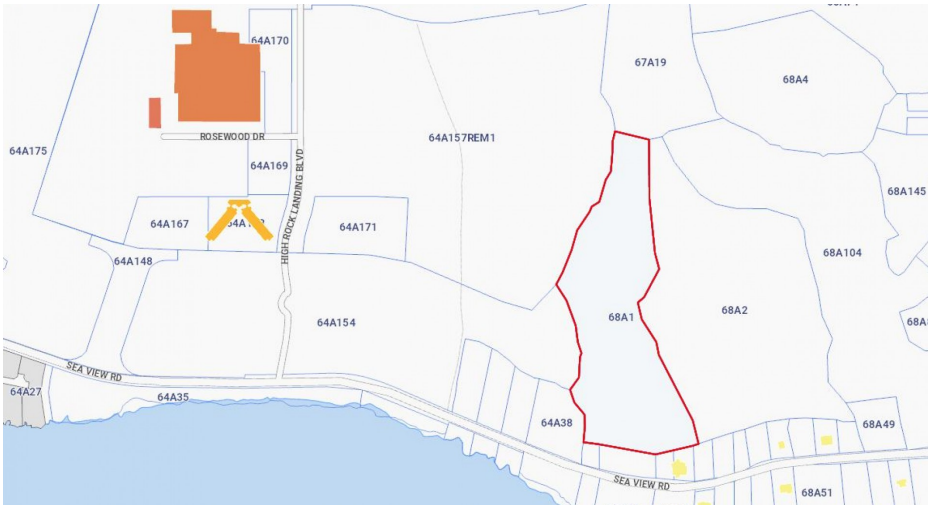 64A170
67A19
68A4
64A175
ROSEWOOD DR
64A157REM1
64A169
68A145
HIGH ROCK LANDING BLVD
64A167
64A171
64A148
68A104
68A1
68A2
64A154
SEA VIEW RD
64A27
64A35
64A38
68A49
SEA VIEW RD
68A51